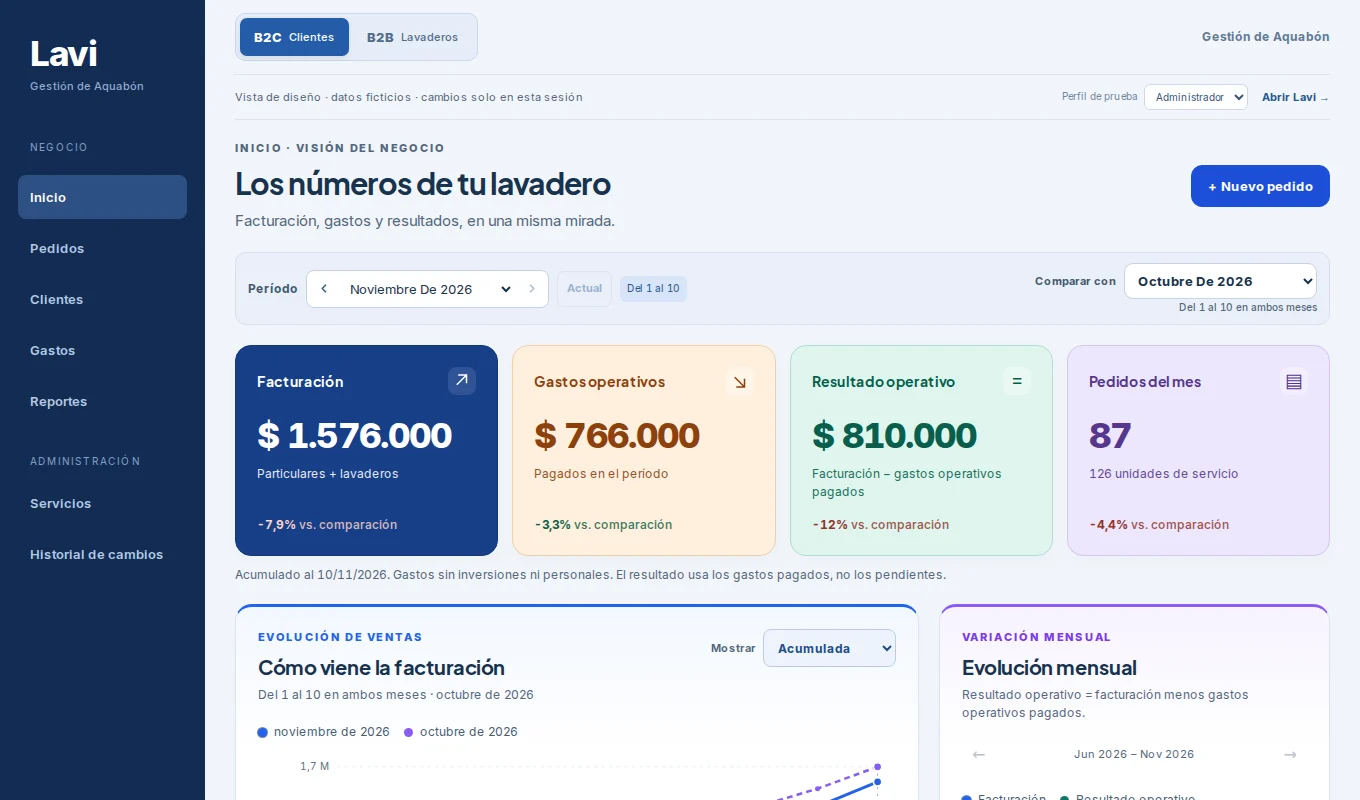 Lavi
Gestión de Aquabón
NEGOCIO
Inicio
Pedidos
Clientes
Gastos
Reportes
ADMINISTRACIÓN
Servicios
Historial de cambios
B2C Clientes
B2B Lavaderos
Gestión de Aquabón
Vista de diseño · datos ficticios · cambios solo en esta sesión
Perfil de prueba
Administrador
Abrir Lavi →
INICIO · VISIÓN DEL NEGOCIO
Los números de tu lavadero
Facturación, gastos y resultados, en una misma mirada.
+ Nuevo pedido
Período
‹ Noviembre De 2026 ›
Actual
Del 1 al 10
Comparar con
Octubre De 2026
Del 1 al 10 en ambos meses
Facturación
$ 1.576.000
Particulares + lavaderos
-7,9% vs. comparación
Gastos operativos
$ 766.000
Pagados en el período
-3,3% vs. comparación
Resultado operativo
=
$ 810.000
Facturación − gastos operativos
pagados
-12% vs. comparación
Pedidos del mes
87
126 unidades de servicio
-4,4% vs. comparación
Acumulado al 10/11/2026. Gastos sin inversiones ni personales. El resultado usa los gastos pagados, no los pendientes.
EVOLUCIÓN DE VENTAS
Cómo viene la facturación
Del 1 al 10 en ambos meses · octubre de 2026
Mostrar
Acumulada
noviembre de 2026
octubre de 2026
1,7 M
VARIACIÓN MENSUAL
Evolución mensual
Resultado operativo = facturación menos gastos
operativos pagados.
← Jun 2026 – Nov 2026 →
Facturación
Resultado operativo